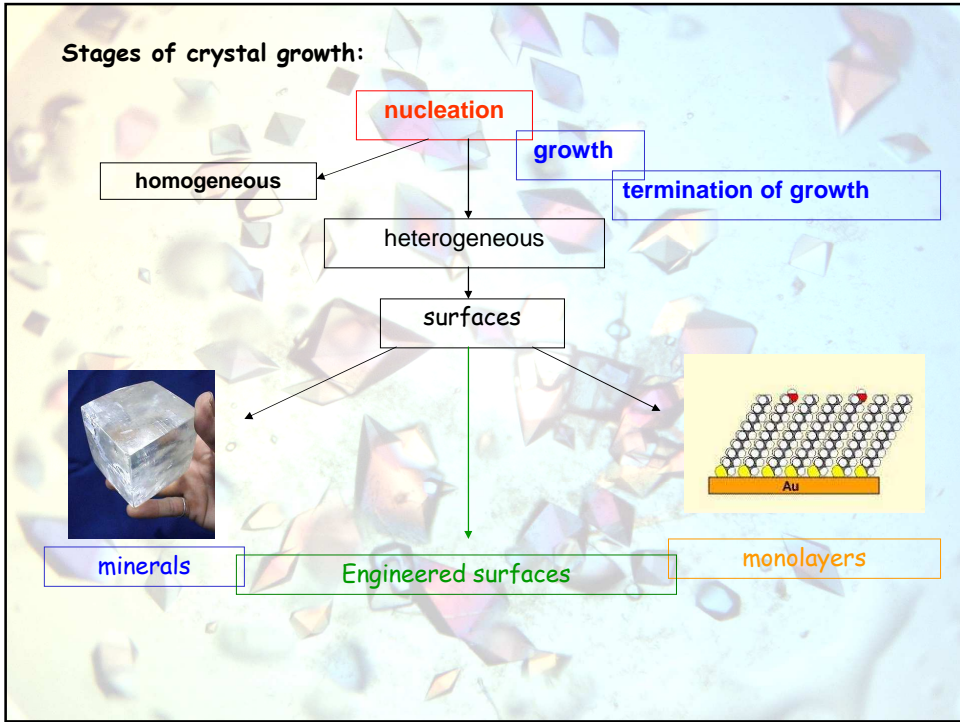 Stages of crystal growth:
nucleation
growth
termination of growth
homogeneous
heterogeneous
surfaces
Au
minerals
Engineered surfaces
monolayers